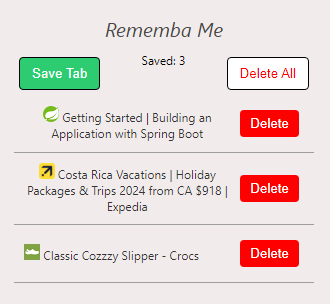 Rememba Me
Save Tab
Saved: 3
Delete All
Getting Started | Building an
Application with Spring Boot
Delete
Costa Rica Vacations | Holiday
Packages & Trips 2024 from CA $918 |
Expedia
Delete
Classic Cozzzy Slipper - Crocs
Delete